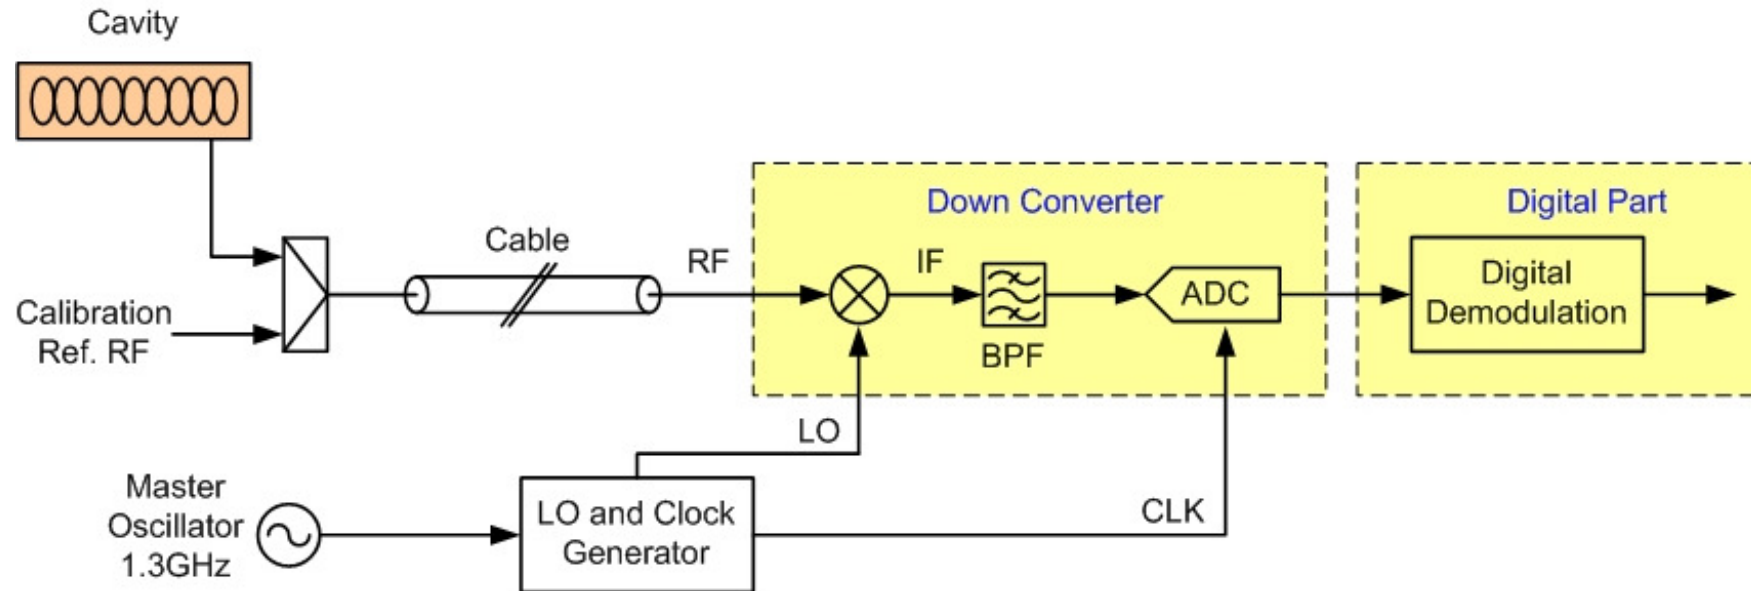 Cavity
Calibration
Ref. RF
Cable
RF
Down Converter
IF
BPF
ADC
Digital Part
Digital
Demodulation
LO
Master
Oscillator
1.3GHz
LO and Clock
Generator
CLK